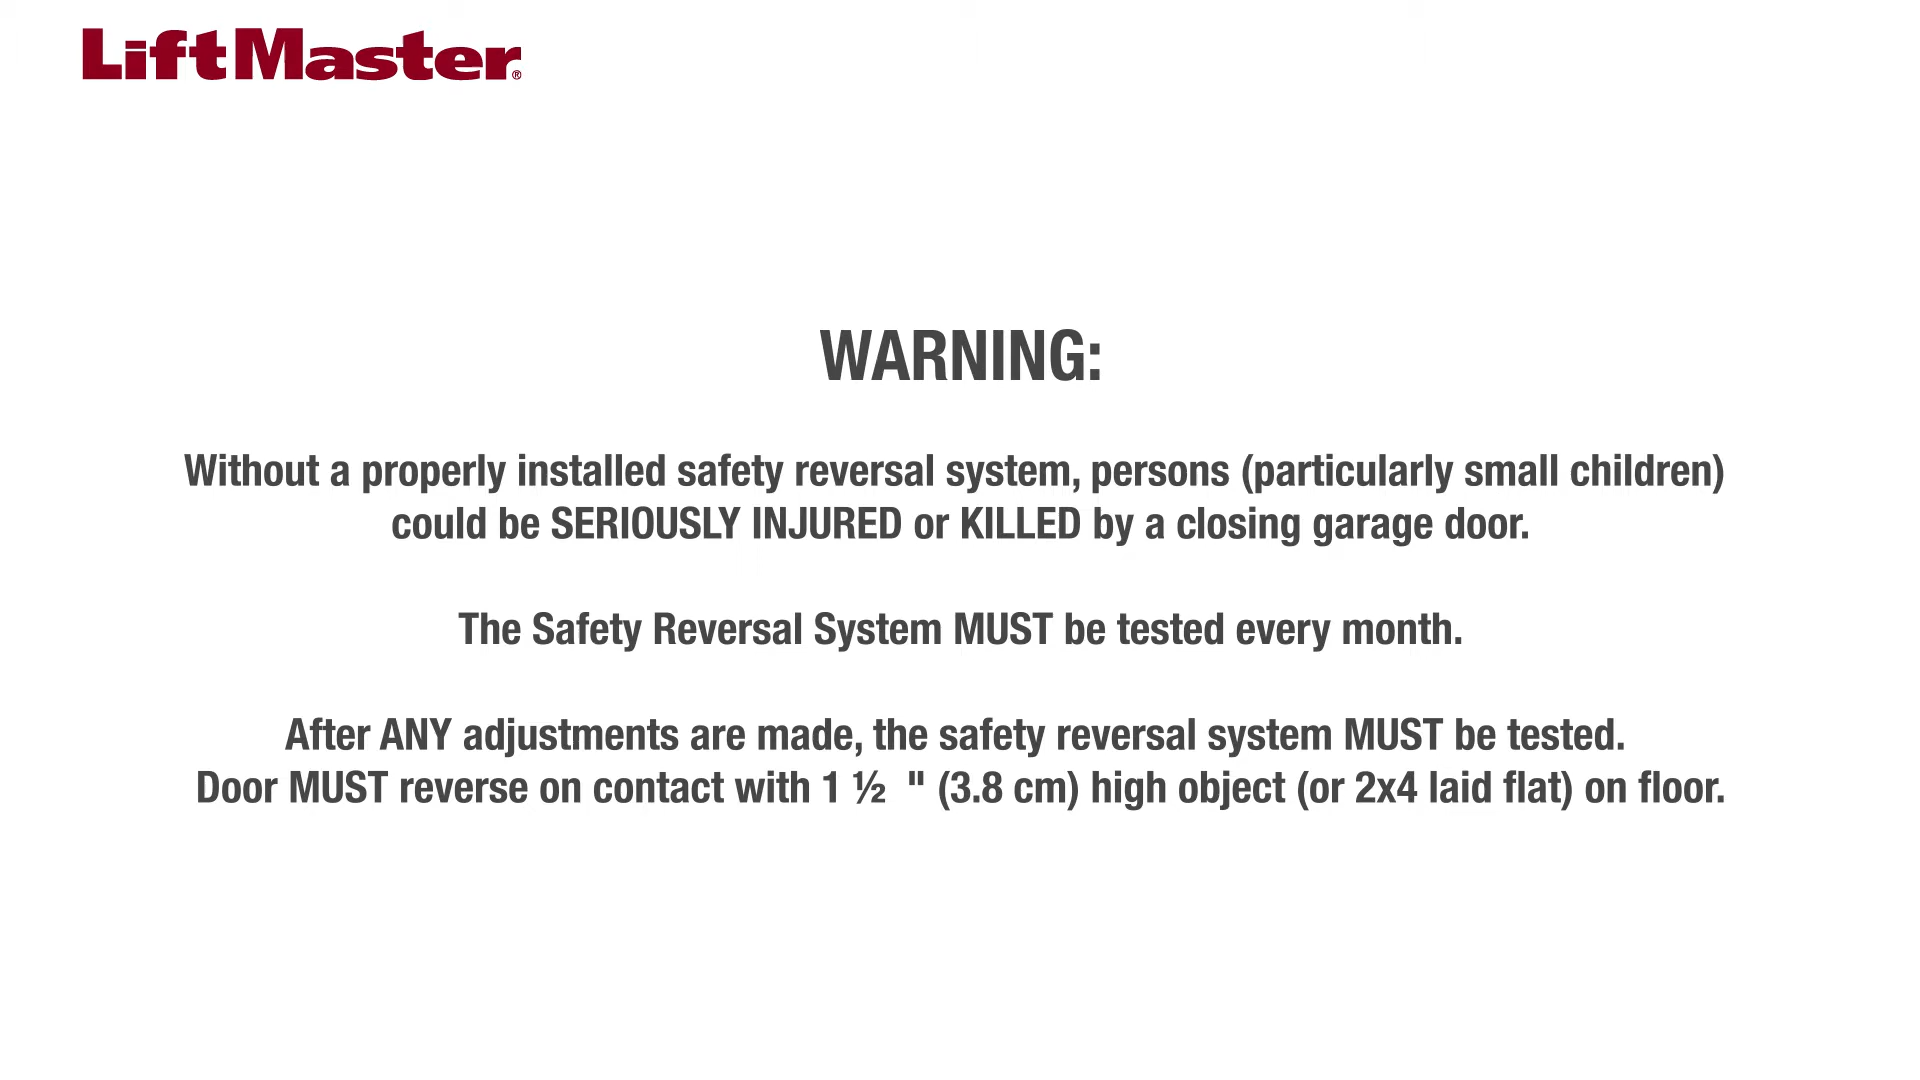 LiftMaster®
WARNING:
Without a properly installed safety reversal system, persons (particularly small children)
could be SERIOUSLY INJURED or KILLED by a closing garage door.
The Safety Reversal System MUST be tested every month.
After ANY adjustments are made, the safety reversal system MUST be tested.
Door MUST reverse on contact with 1 ½  " (3.8 cm) high object (or 2x4 laid flat) on floor.